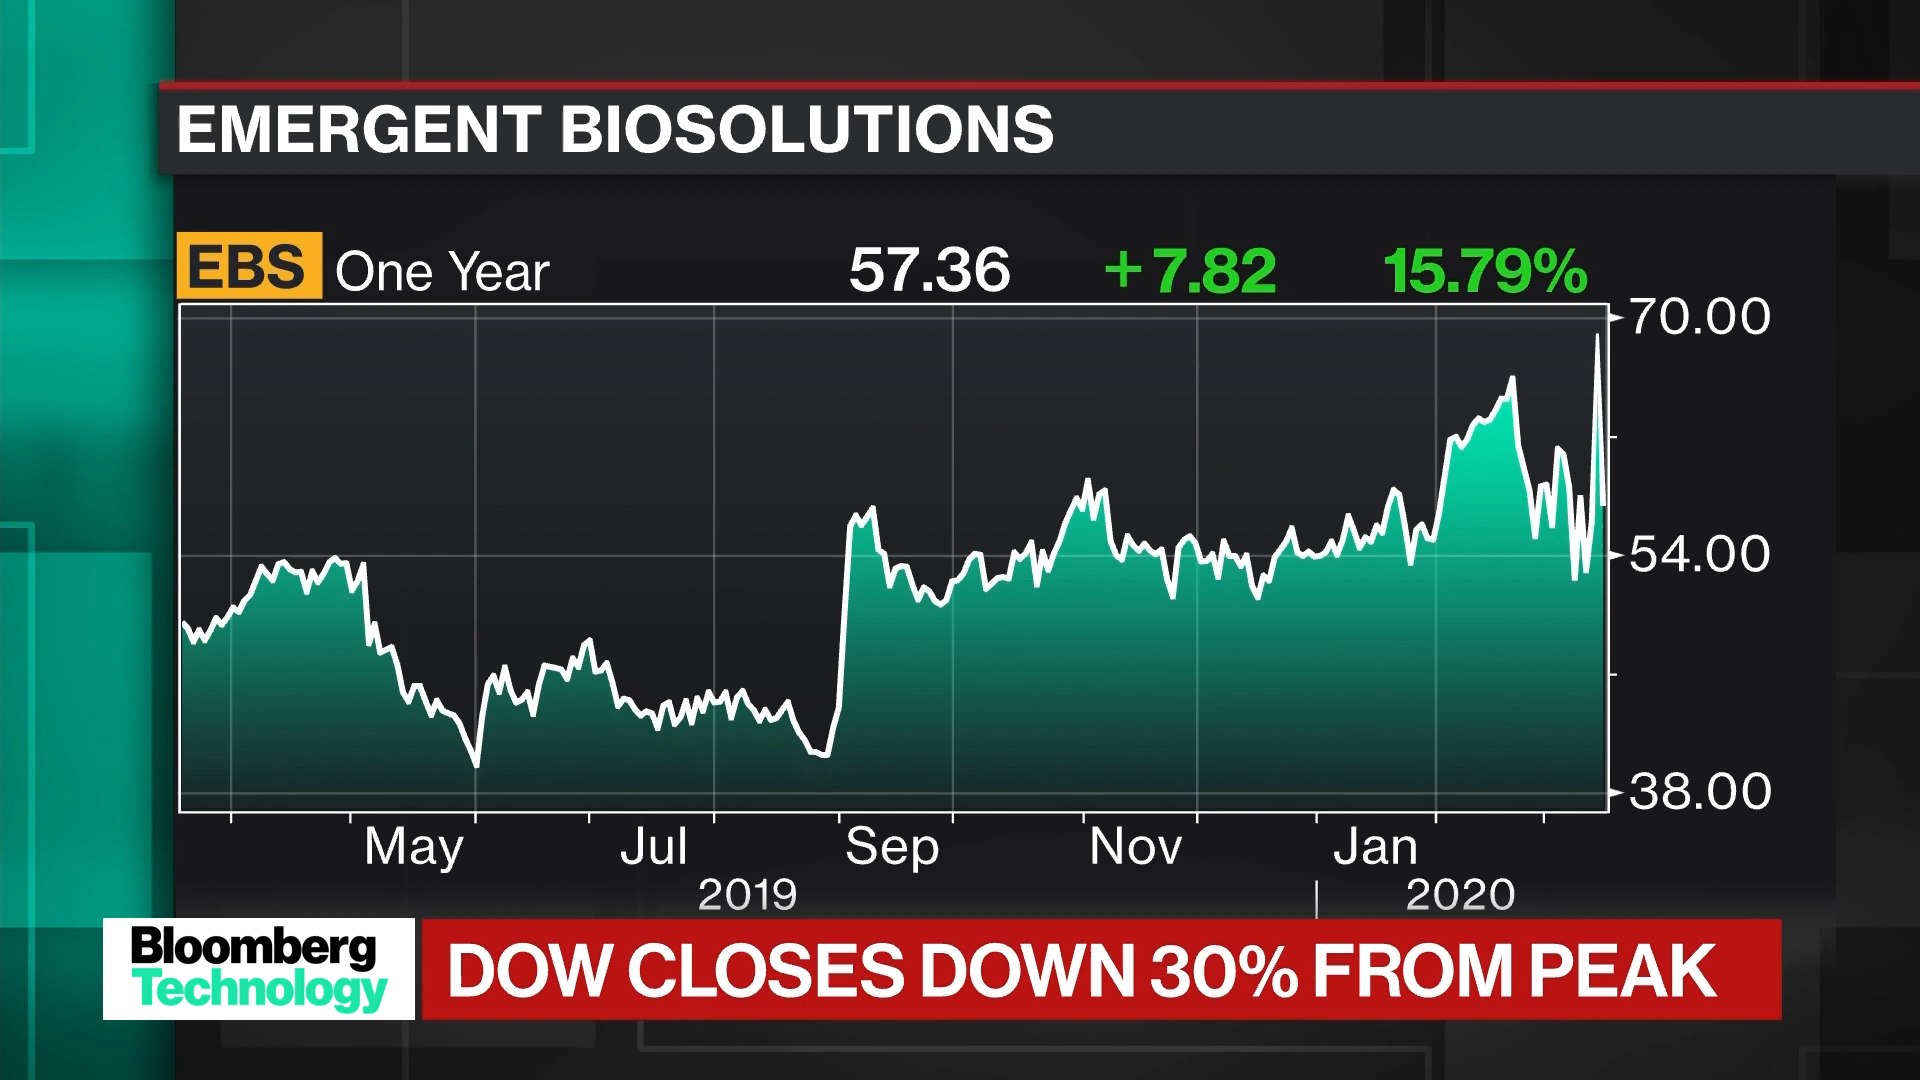 EMERGENT BIOSOLUTIONS
EBS One Year 57.36 +7.82 15.79%
70.00
54.00
38.00
May Jul Sep Nov Jan
2019 2020
Bloomberg
Technology
DOW CLOSES DOWN 30% FROM PEAK